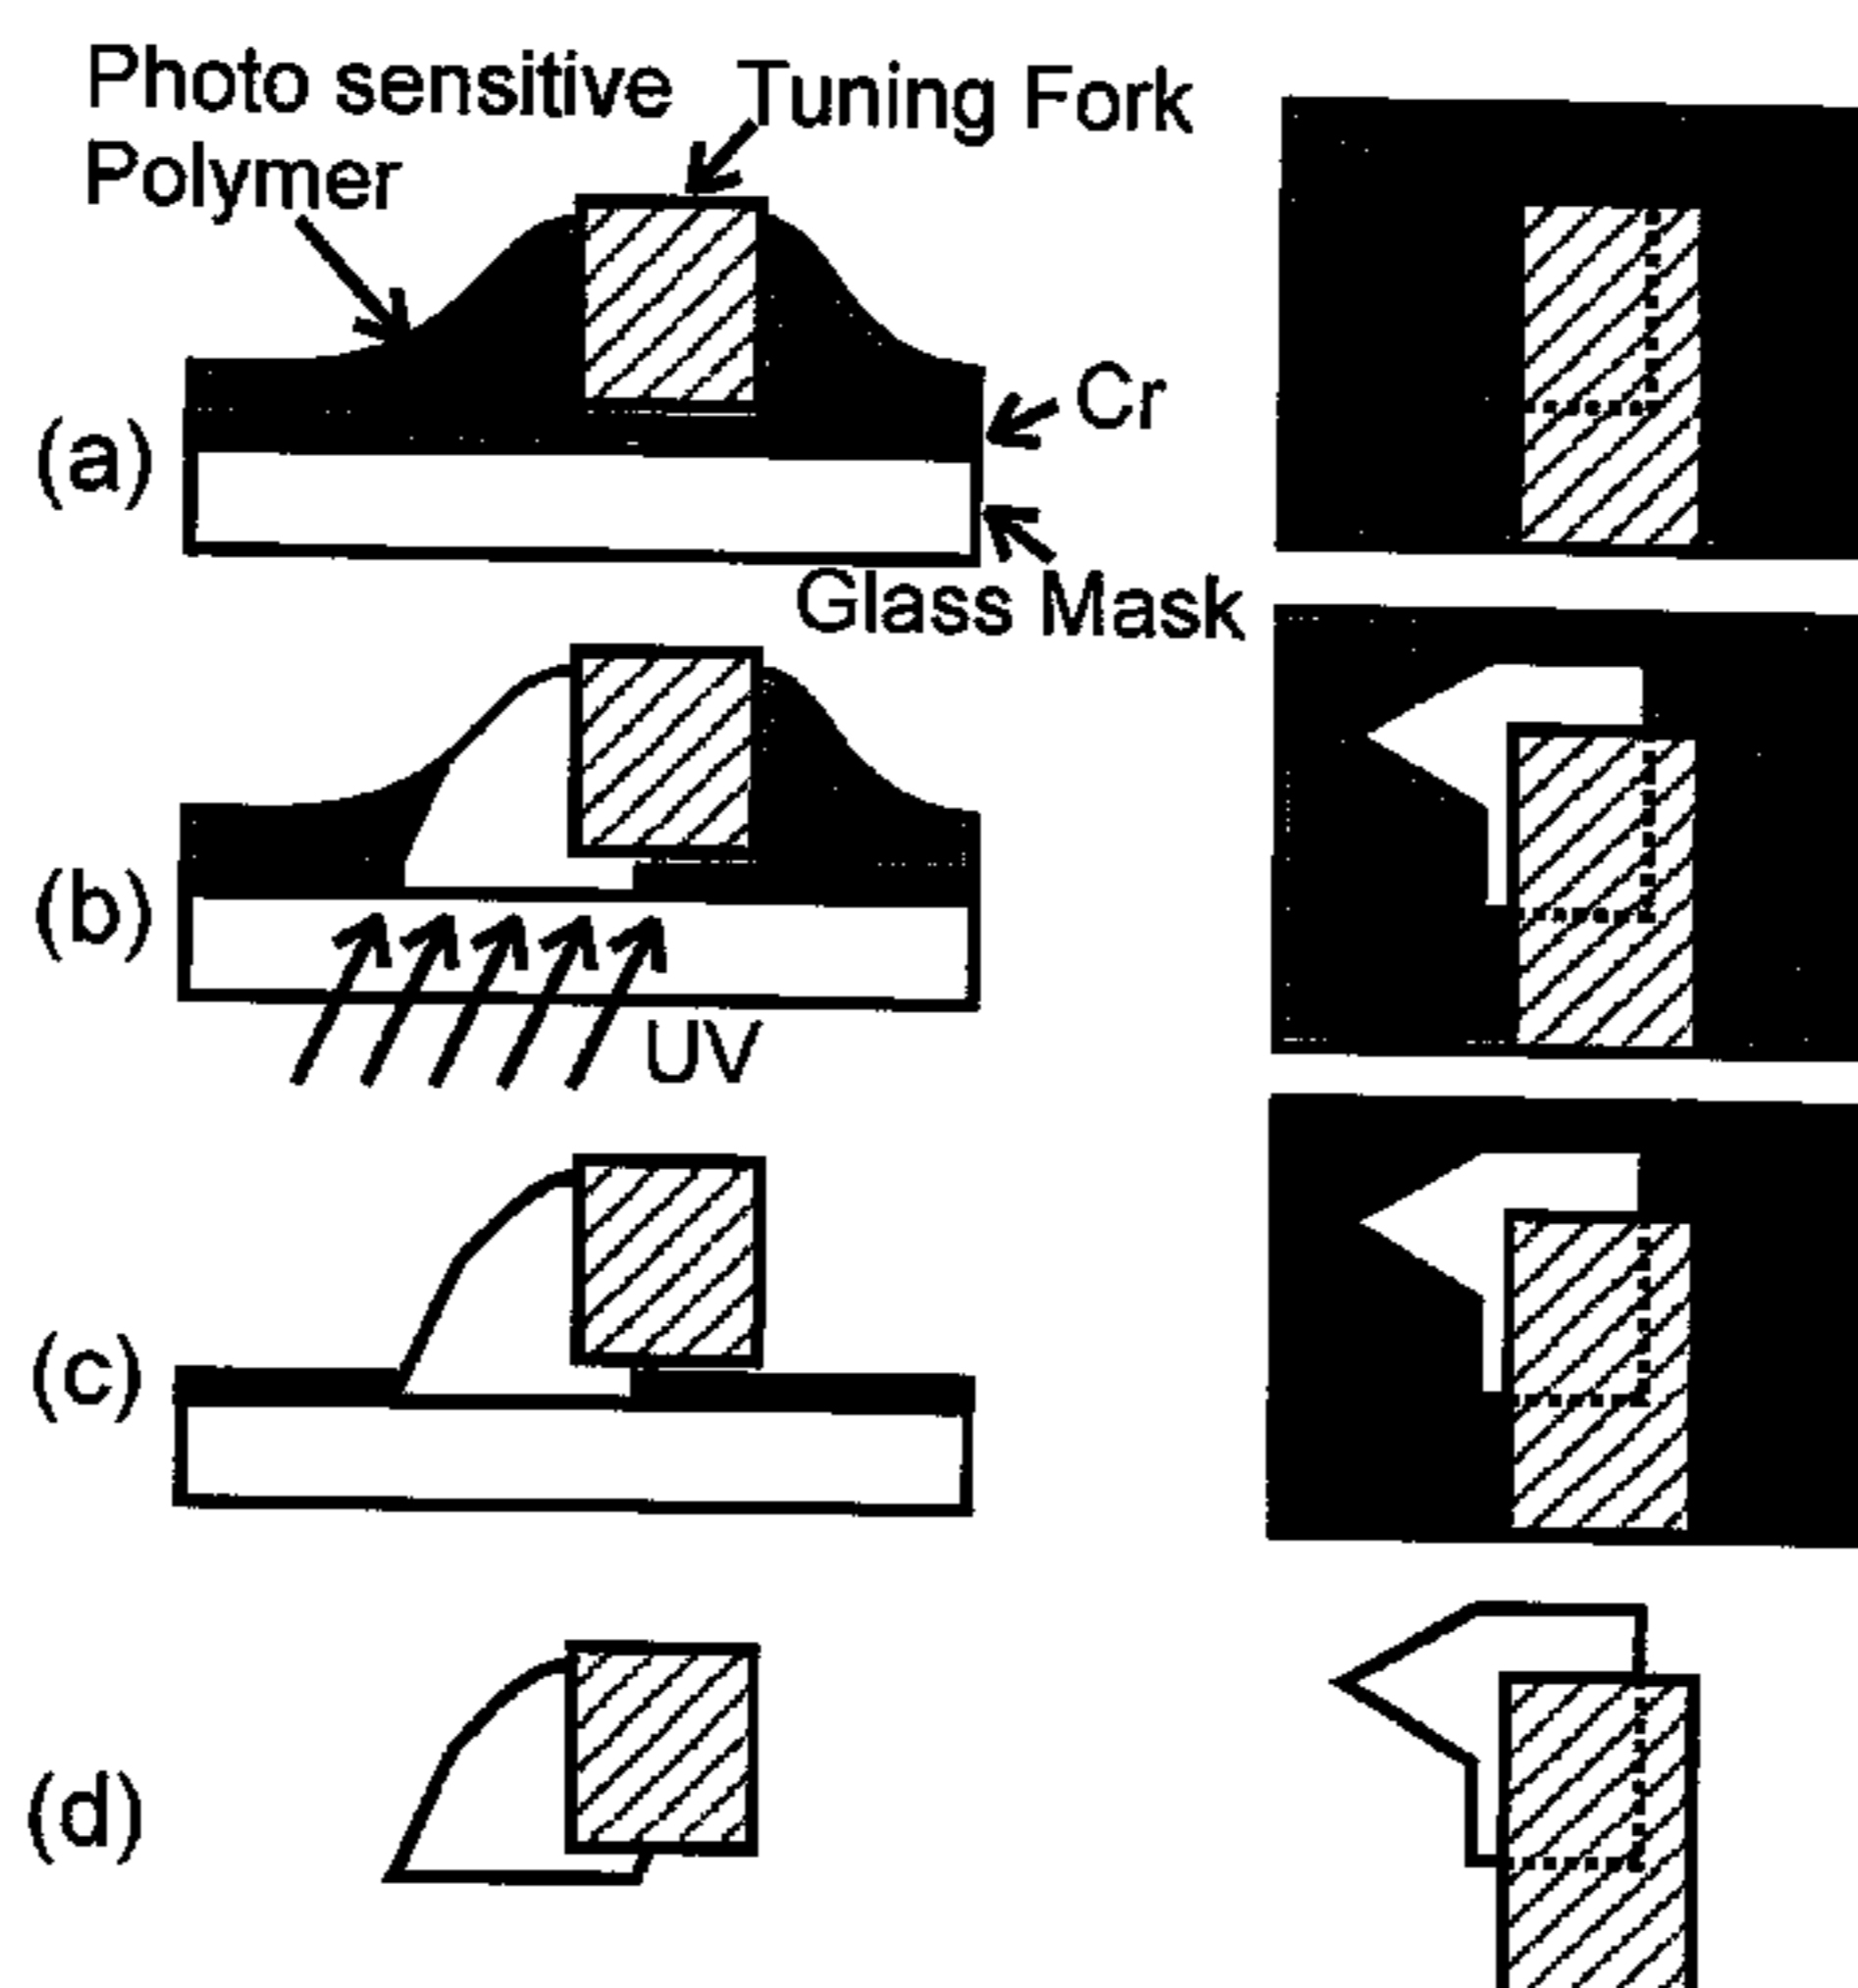 Photo sensitive
Polymer
Tuning Fork
Cr
(a)
Glass Mask
(b)
UV
(c)
(d)